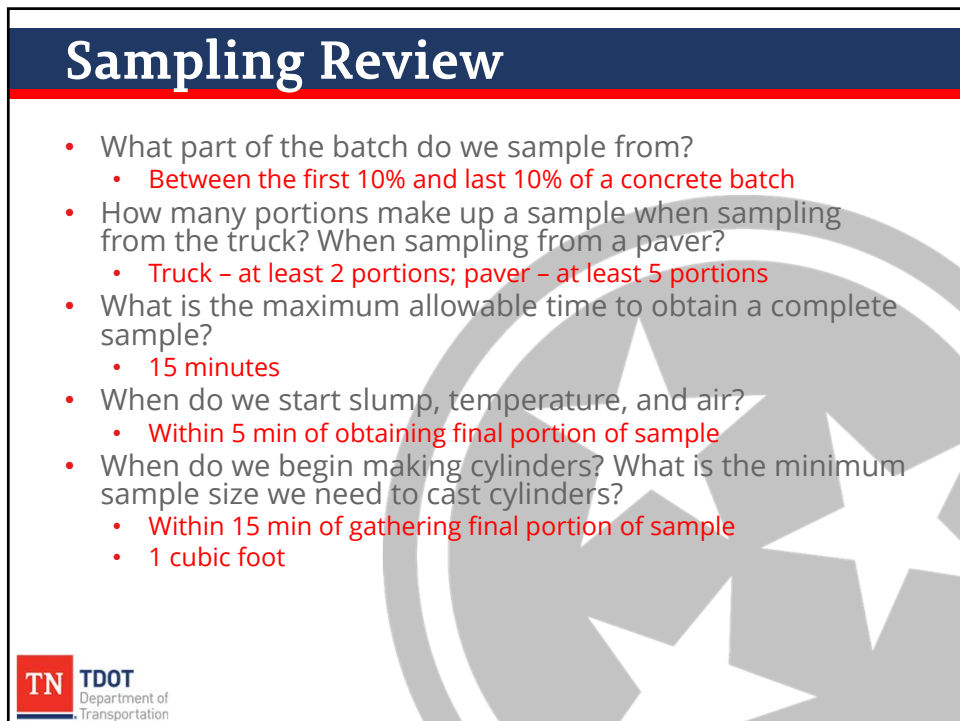 Sampling Review
• What part of the batch do we sample from?
• Between the first 10% and last 10% of a concrete batch
• How many portions make up a sample when sampling
from the truck? When sampling from a paver?
• Truck – at least 2 portions; paver – at least 5 portions
• What is the maximum allowable time to obtain a complete
sample?
• 15 minutes
• When do we start slump, temperature, and air?
• Within 5 min of obtaining final portion of sample
• When do we begin making cylinders? What is the minimum
sample size we need to cast cylinders?
• Within 15 min of gathering final portion of sample
• 1 cubic foot
TN TDOT
Department of
Transportation